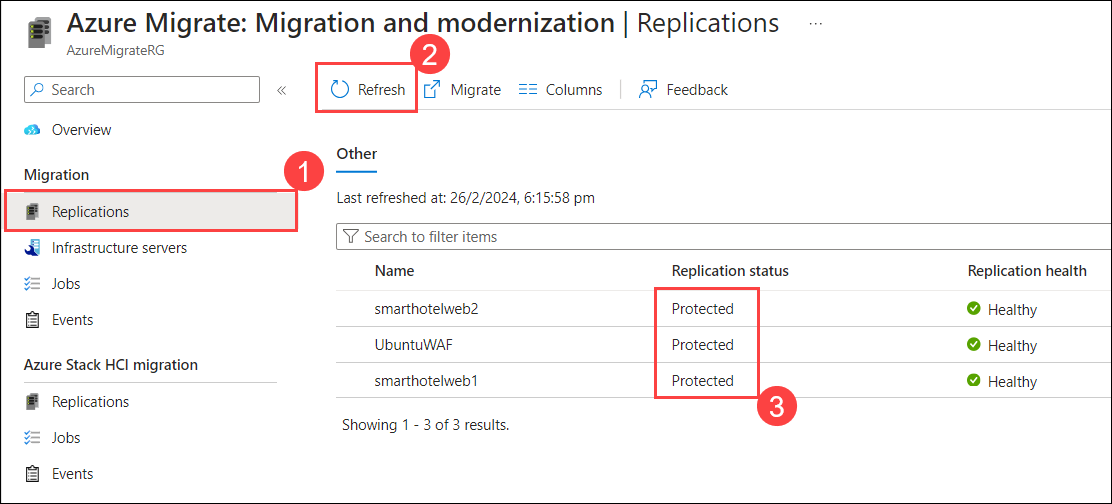 Azure Migrate: Migration and modernization | Replications ...
AzureMigrateRG
2
Search «
Refresh Migrate Columns Feedback
Overview
Other
1
Migration
Last refreshed at: 26/2/2024, 6:15:58 pm
Replications
Search to filter items
Infrastructure servers
Name Replication status Replication health
Jobs
smarthotelweb2 Protected Healthy
Events
UbuntuWAF Protected Healthy
Azure Stack HCI migration
smarthotelweb1 Protected Healthy
Replications
3
Showing 1 - 3 of 3 results.
Jobs
Events